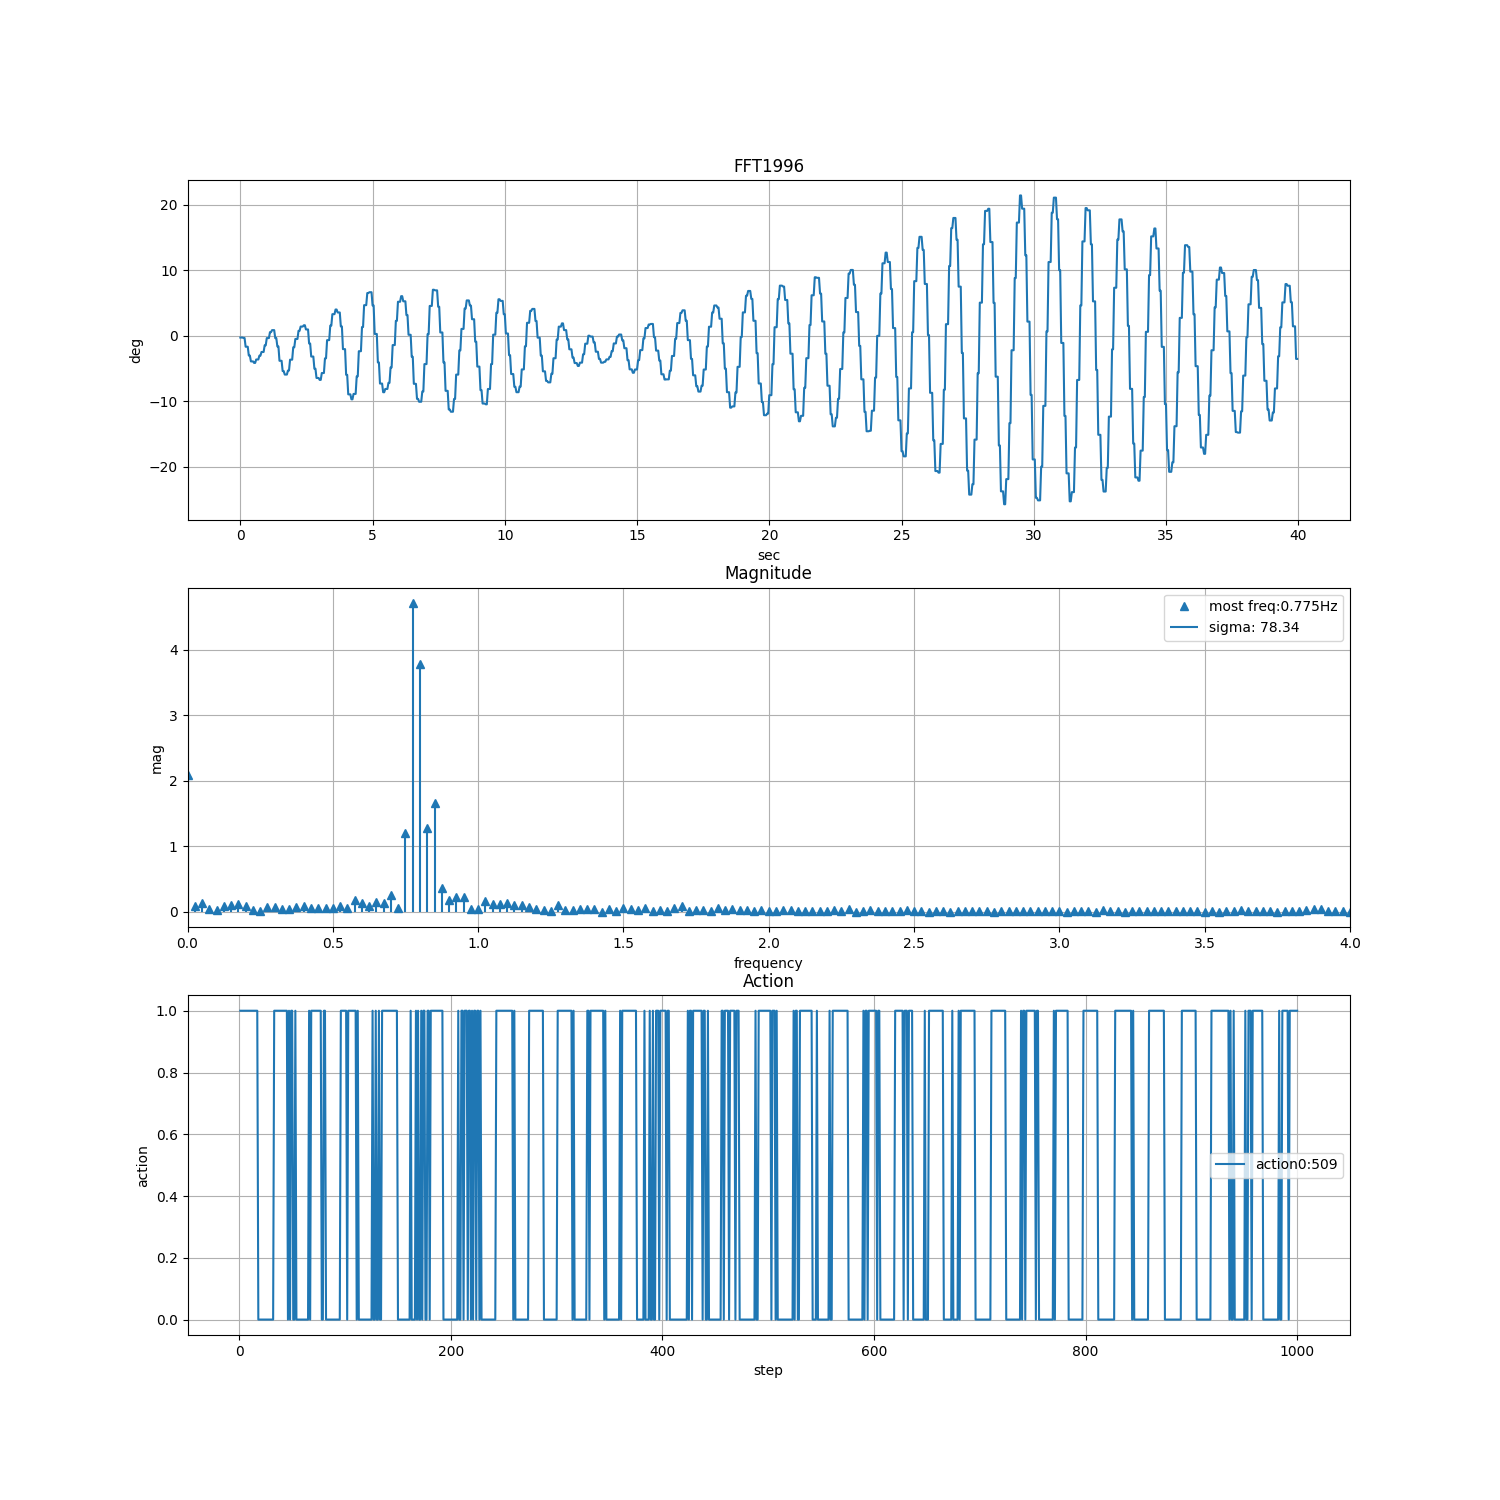 FFT1996
20
10
0
−10
−20
deg
0 5 10 15 20 25 30 35 40
sec
Magnitude
most freq:0.775Hz
sigma: 78.34
4
3
2
1
0
mag
0.0 0.5 1.0 1.5 2.0 2.5 3.0 3.5 4.0
frequency
Action
1.0
0.8
0.6
0.4
0.2
0.0
action
action0:509
0 200 400 600 800 1000
step